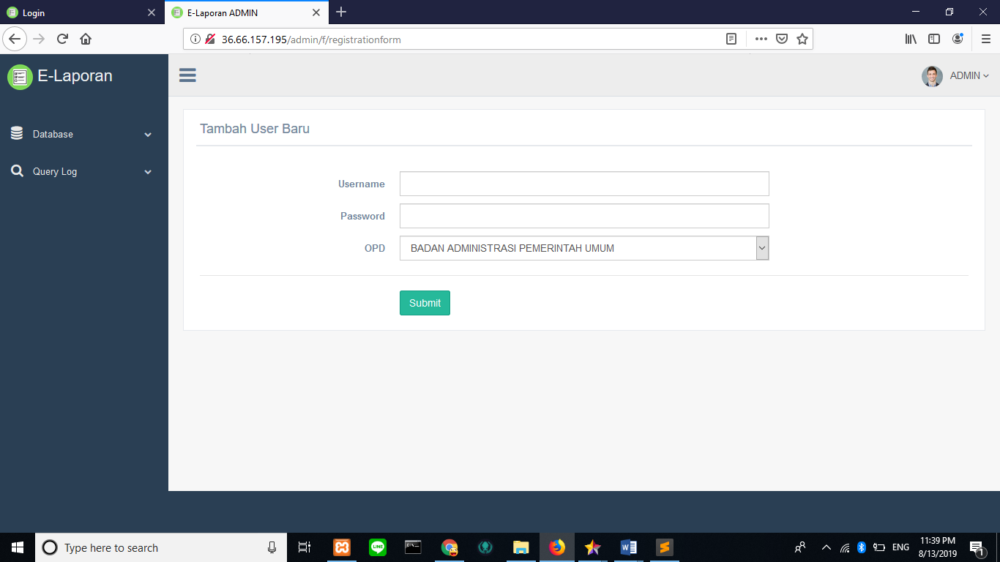 Login
E-Laporan ADMIN
36.66.157.195/admin/f/registrationform
E-Laporan
ADMIN
Database
Query Log
Tambah User Baru
Username
Password
OPD
BADAN ADMINISTRASI PEMERINTAH UMUM
Submit
Type here to search
LINE
ENG
11:39 PM
8/13/2019
1